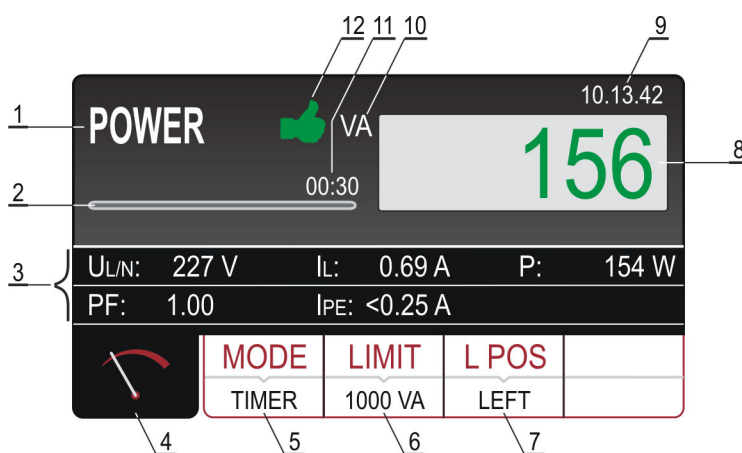 12 11 10 9
10.13.42
1 POWER VA 156 8
00:30
2
3 UL/N: 227 V IL: 0.69 A P: 154 W
PF: 1.00 IPE: <0.25 A
MODE LIMIT L POS
TIMER 1000 VA LEFT
4 5 6 7